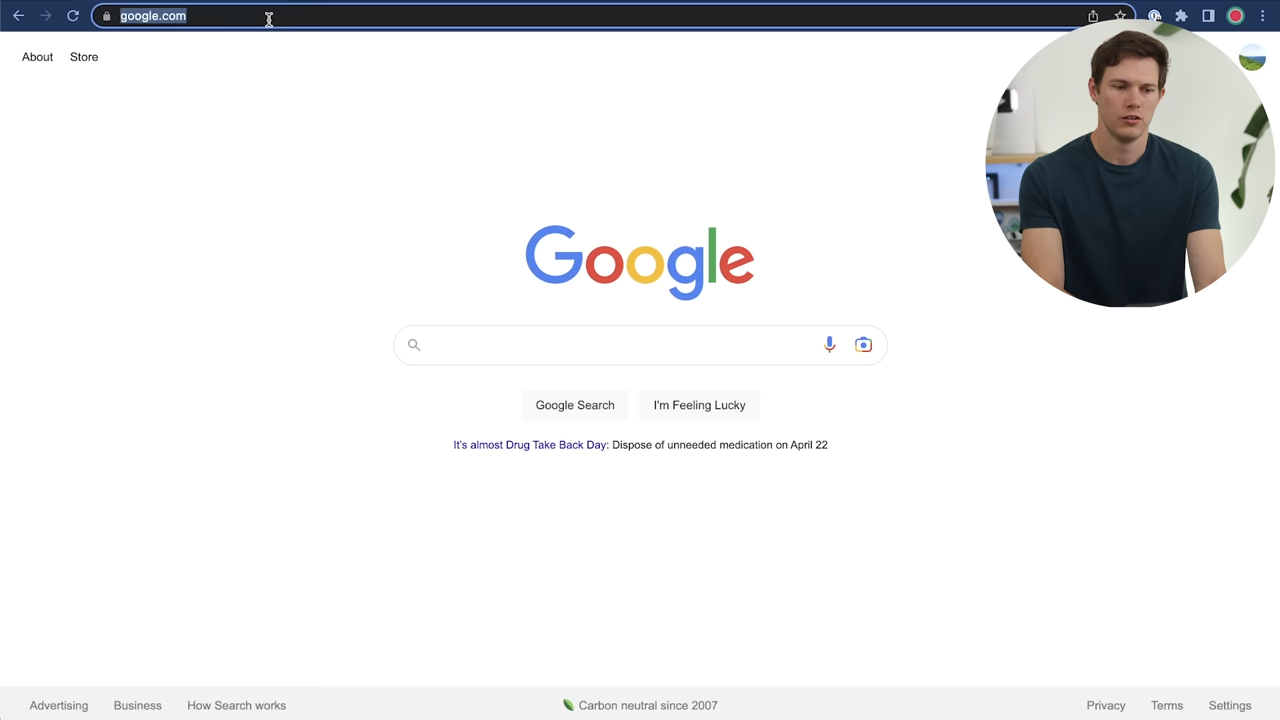 google.com
About Store
Google
Google Search I'm Feeling Lucky
It's almost Drug Take Back Day: Dispose of unneeded medication on April 22
Advertising Business How Search works Carbon neutral since 2007 Privacy Terms Settings